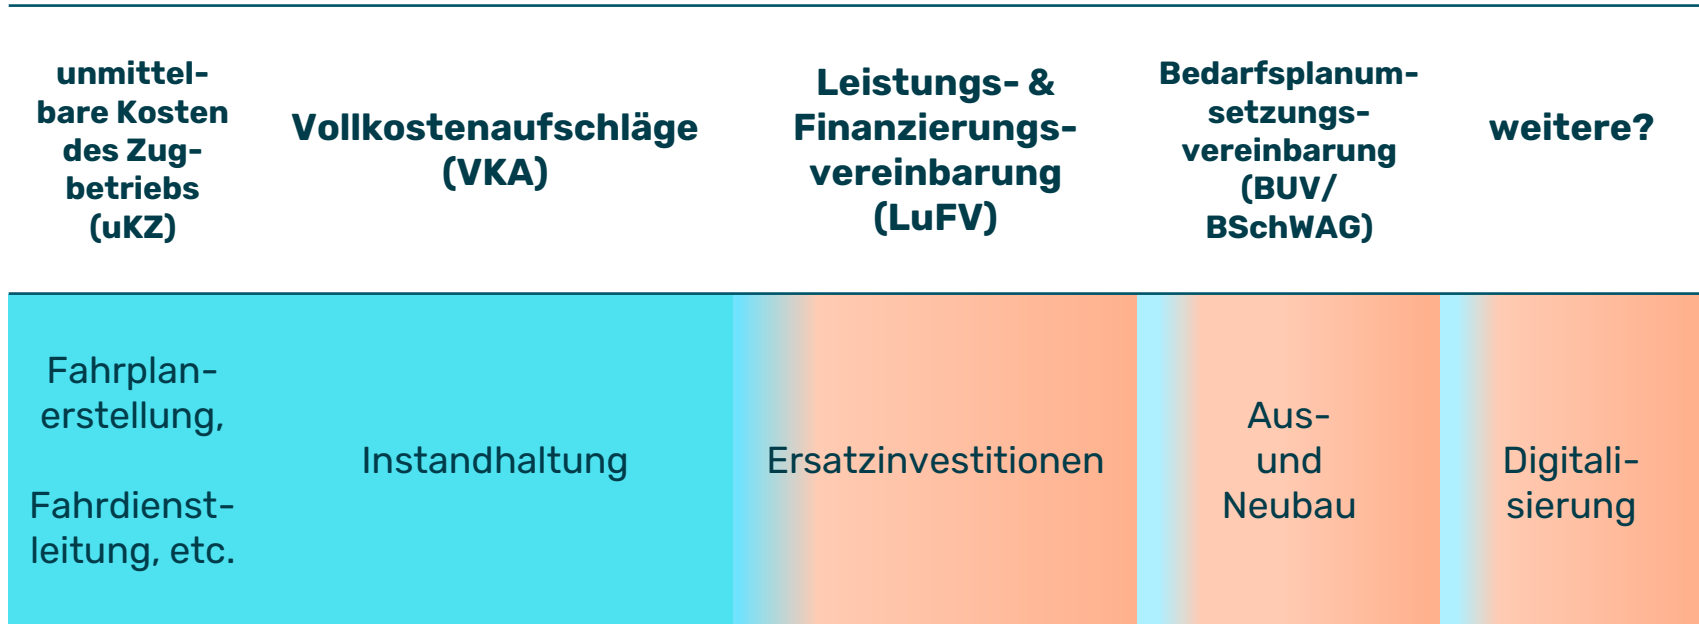 unmittel-
bare Kosten
des Zug-
betriebs
(uKZ)
Vollkostenaufschläge
(VKA)
Leistungs- &
Finanzierungs-
vereinbarung
(LuFV)
Bedarfsplanum-
setzungs-
vereinbarung
(BUV/
BSchWAG)
weitere?
Fahrplan-
erstellung,
Fahrdienst-
leitung, etc.
Instandhaltung
Ersatzinvestitionen
Aus-
und
Neubau
Digitali-
sierung